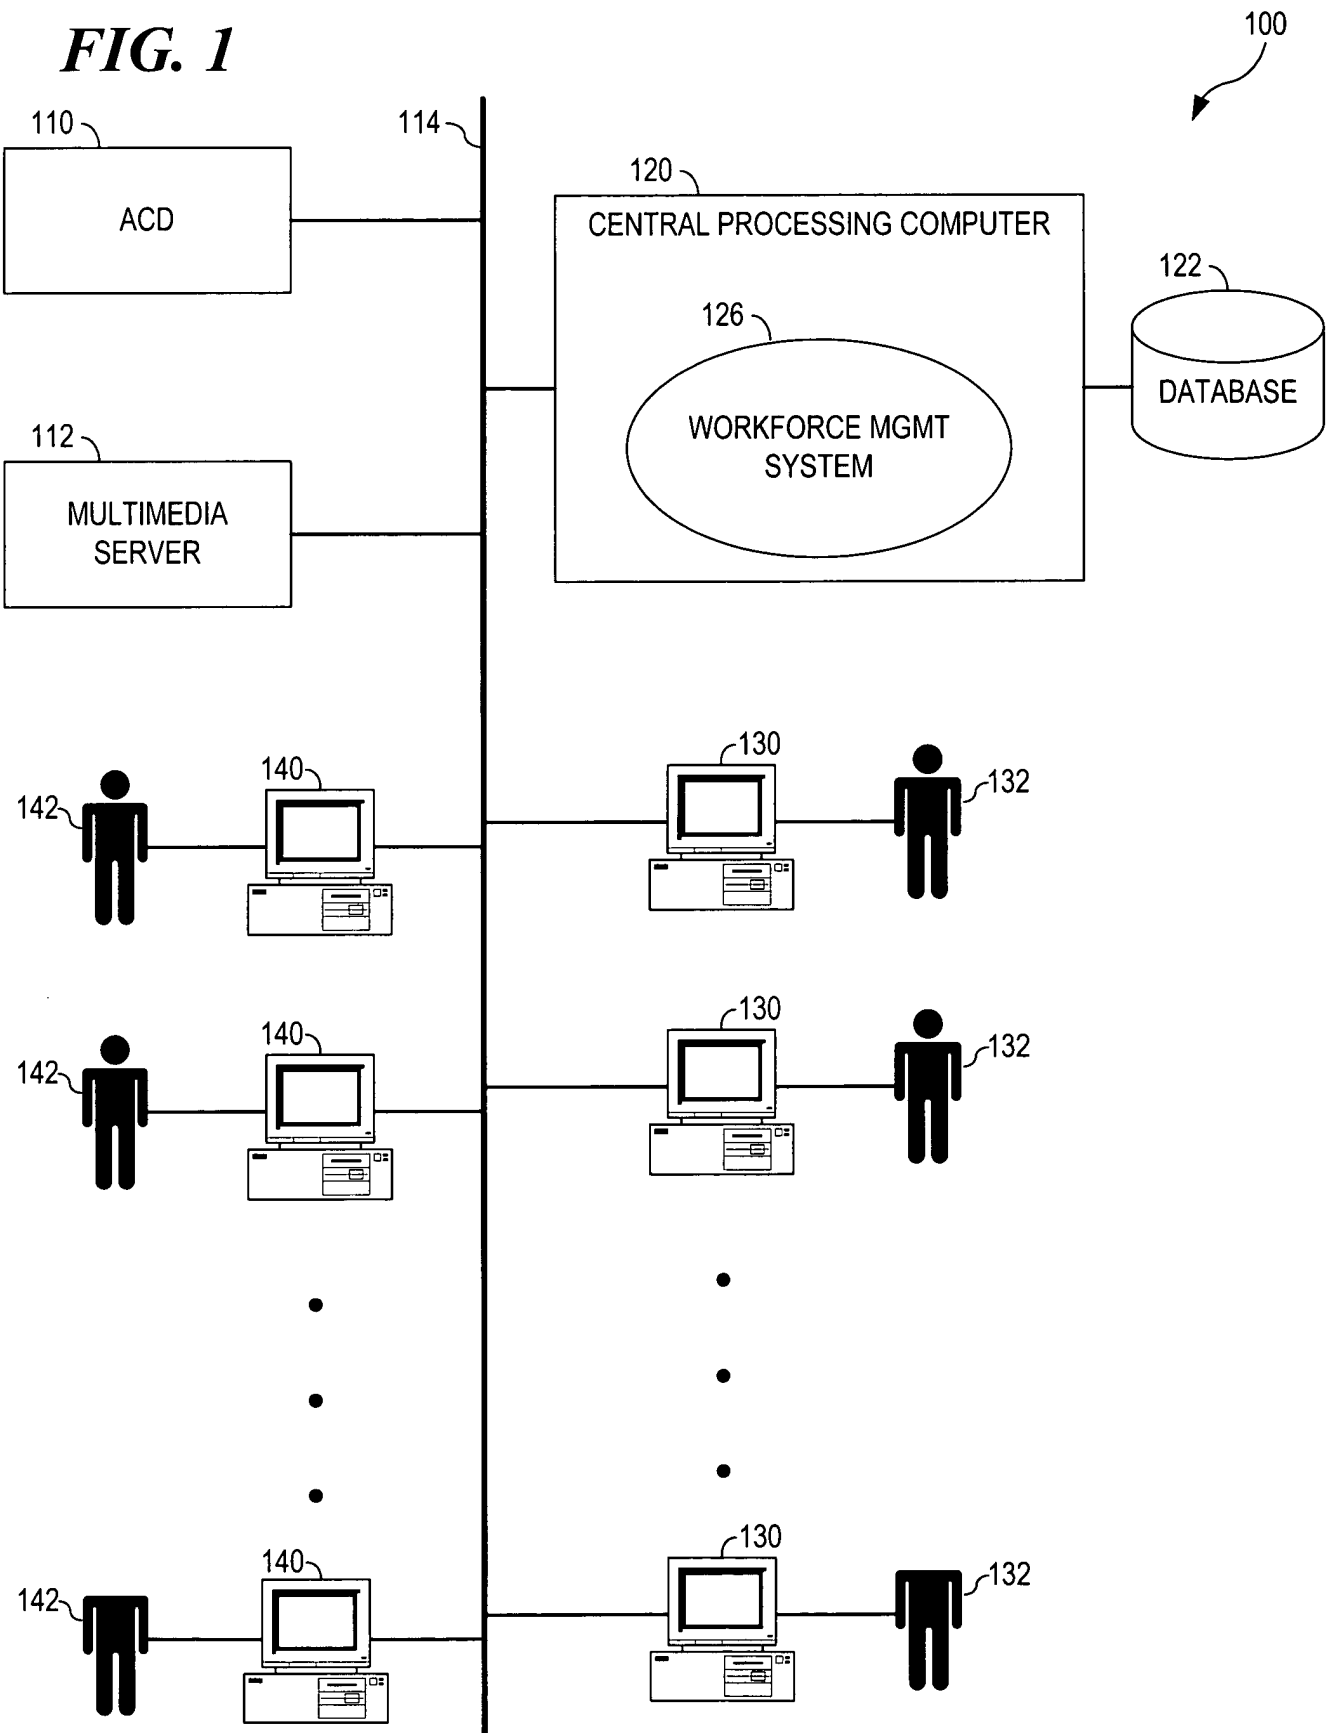 FIG. 1
100
110
114
ACD
120
CENTRAL PROCESSING COMPUTER
122
DATABASE
126
WORKFORCE MGMT
SYSTEM
112
MULTIMEDIA
SERVER
140
142
130
132
140
142
130
132
140
142
130
132